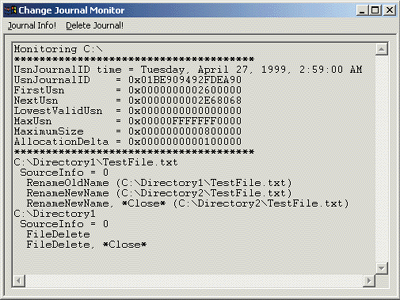 Change Journal Monitor
Journal Info! Delete Journal!
Monitoring C:\
**************************************
UsnJournalID time = Tuesday, April 27, 1999, 2:59:00 AM
UsnJournalID    = 0x01BE909492FDEA90
FirstUsn        = 0x0000000002600000
NextUsn         = 0x0000000002E68068
LowestValidUsn  = 0x0000000000000000
MaxUsn          = 0x00000FFFFFFF0000
MaximumSize     = 0x0000000000800000
AllocationDelta = 0x0000000000100000
**************************************
C:\Directory1\TestFile.txt
 SourceInfo = 0
  RenameOldName (C:\Directory1\TestFile.txt)
  RenameNewName (C:\Directory2\TestFile.txt)
  RenameNewName, *Close* (C:\Directory2\TestFile.txt)
C:\Directory1
 SourceInfo = 0
  FileDelete
  FileDelete, *Close*